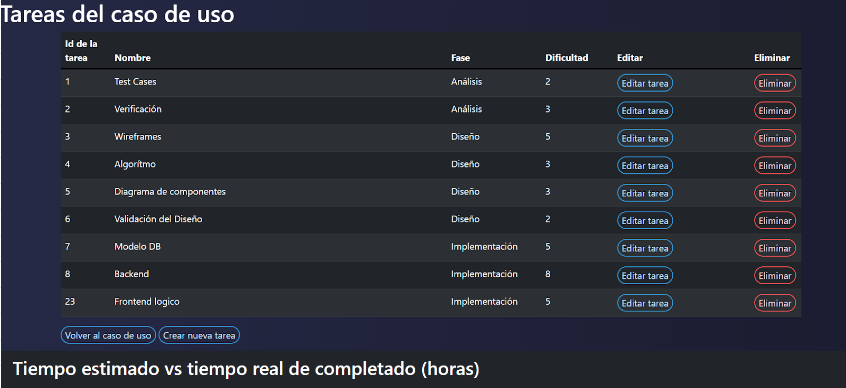 Tareas del caso de uso
Id de la tarea Nombre Fase Dificultad Editar Eliminar
1 Test Cases Análisis 2 Editar tarea Eliminar
2 Verificación Análisis 3 Editar tarea Eliminar
3 Wireframes Diseño 5 Editar tarea Eliminar
4 Algorítmo Diseño 3 Editar tarea Eliminar
5 Diagrama de componentes Diseño 3 Editar tarea Eliminar
6 Validación del Diseño Diseño 2 Editar tarea Eliminar
7 Modelo DB Implementación 5 Editar tarea Eliminar
8 Backend Implementación 8 Editar tarea Eliminar
23 Frontend logico Implementación 5 Editar tarea Eliminar
Volver al caso de uso Crear nueva tarea
Tiempo estimado vs tiempo real de completado (horas)